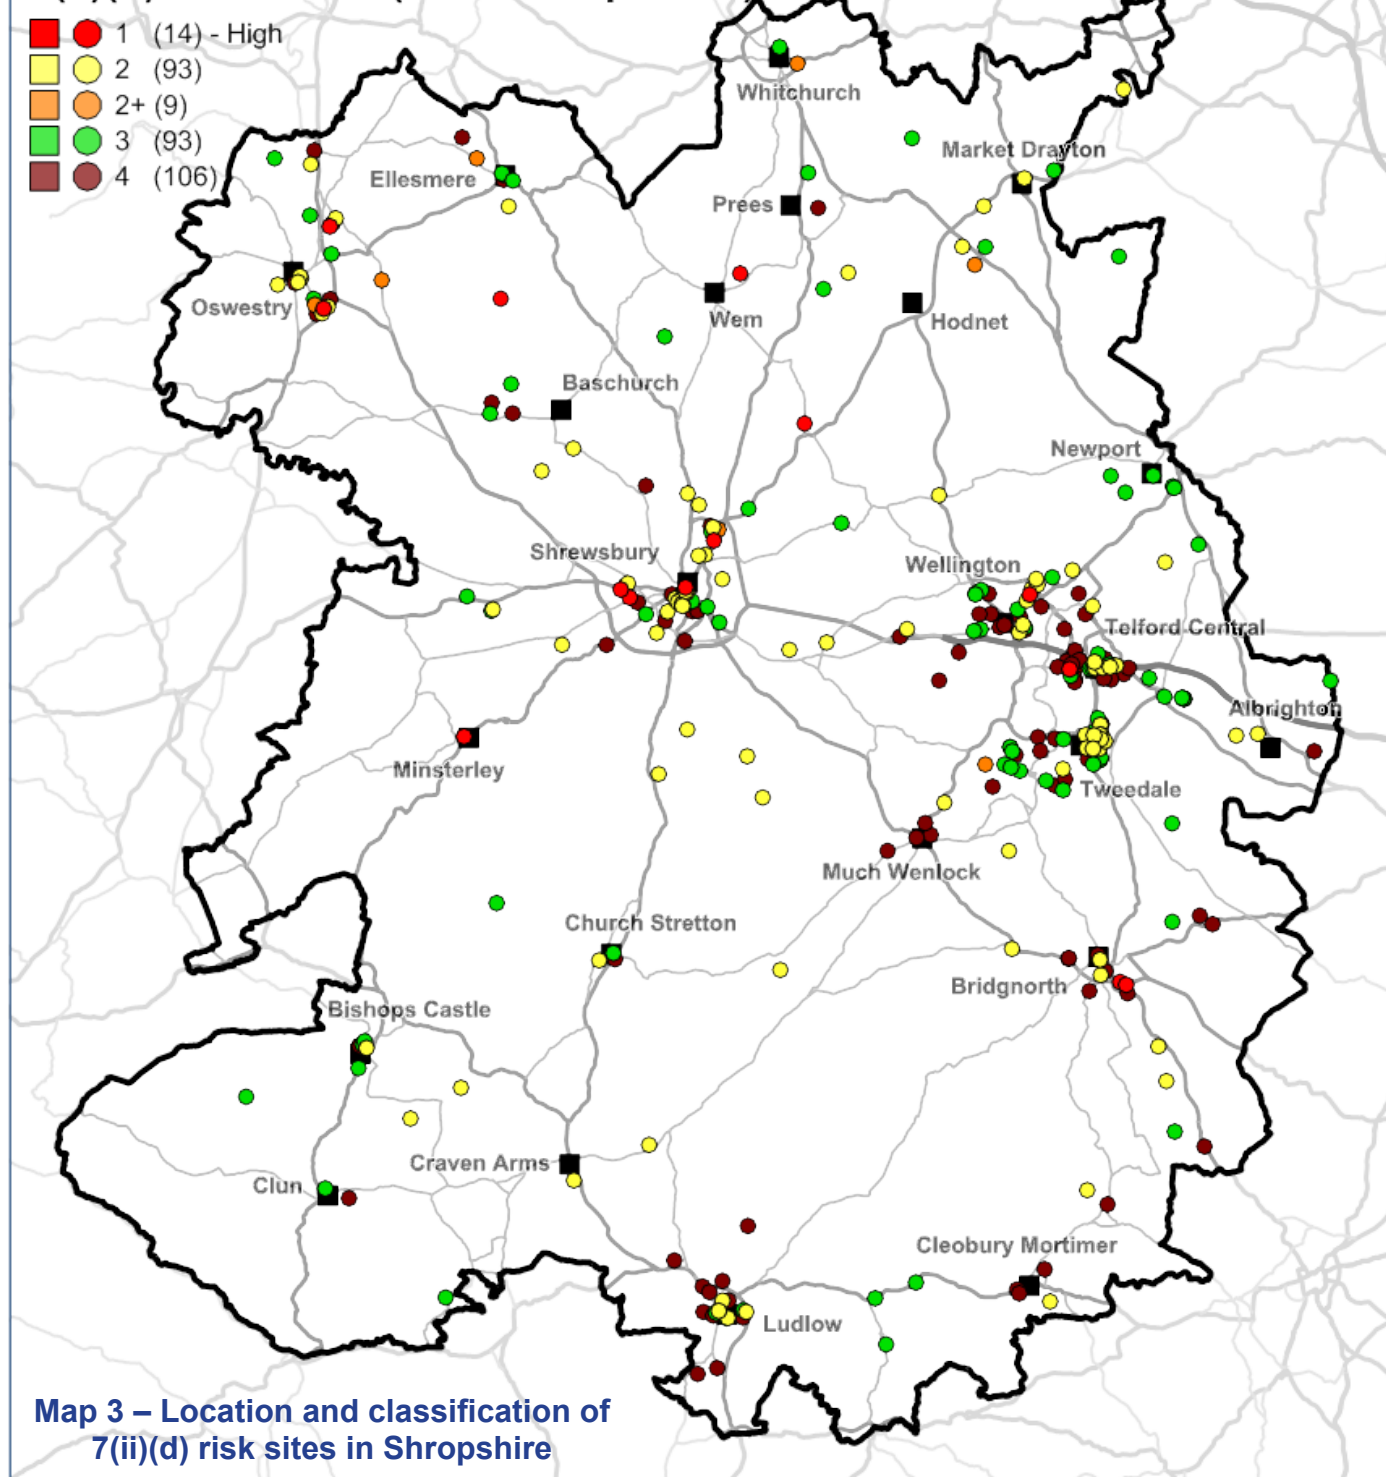 1 (14) - High
2 (93)
2+ (9)
3 (93)
4 (106)
Whitchurch
Market Drayton
Ellesmere
Prees
Oswestry
Wem
Hodnet
Baschurch
Newport
Shrewsbury
Wellington
Telford Central
Albrighton
Minsterley
Tweedale
Much Wenlock
Church Stretton
Bridgnorth
Bishops Castle
Craven Arms
Clun
Cleobury Mortimer
Ludlow
Map 3 – Location and classification of
7(ii)(d) risk sites in Shropshire